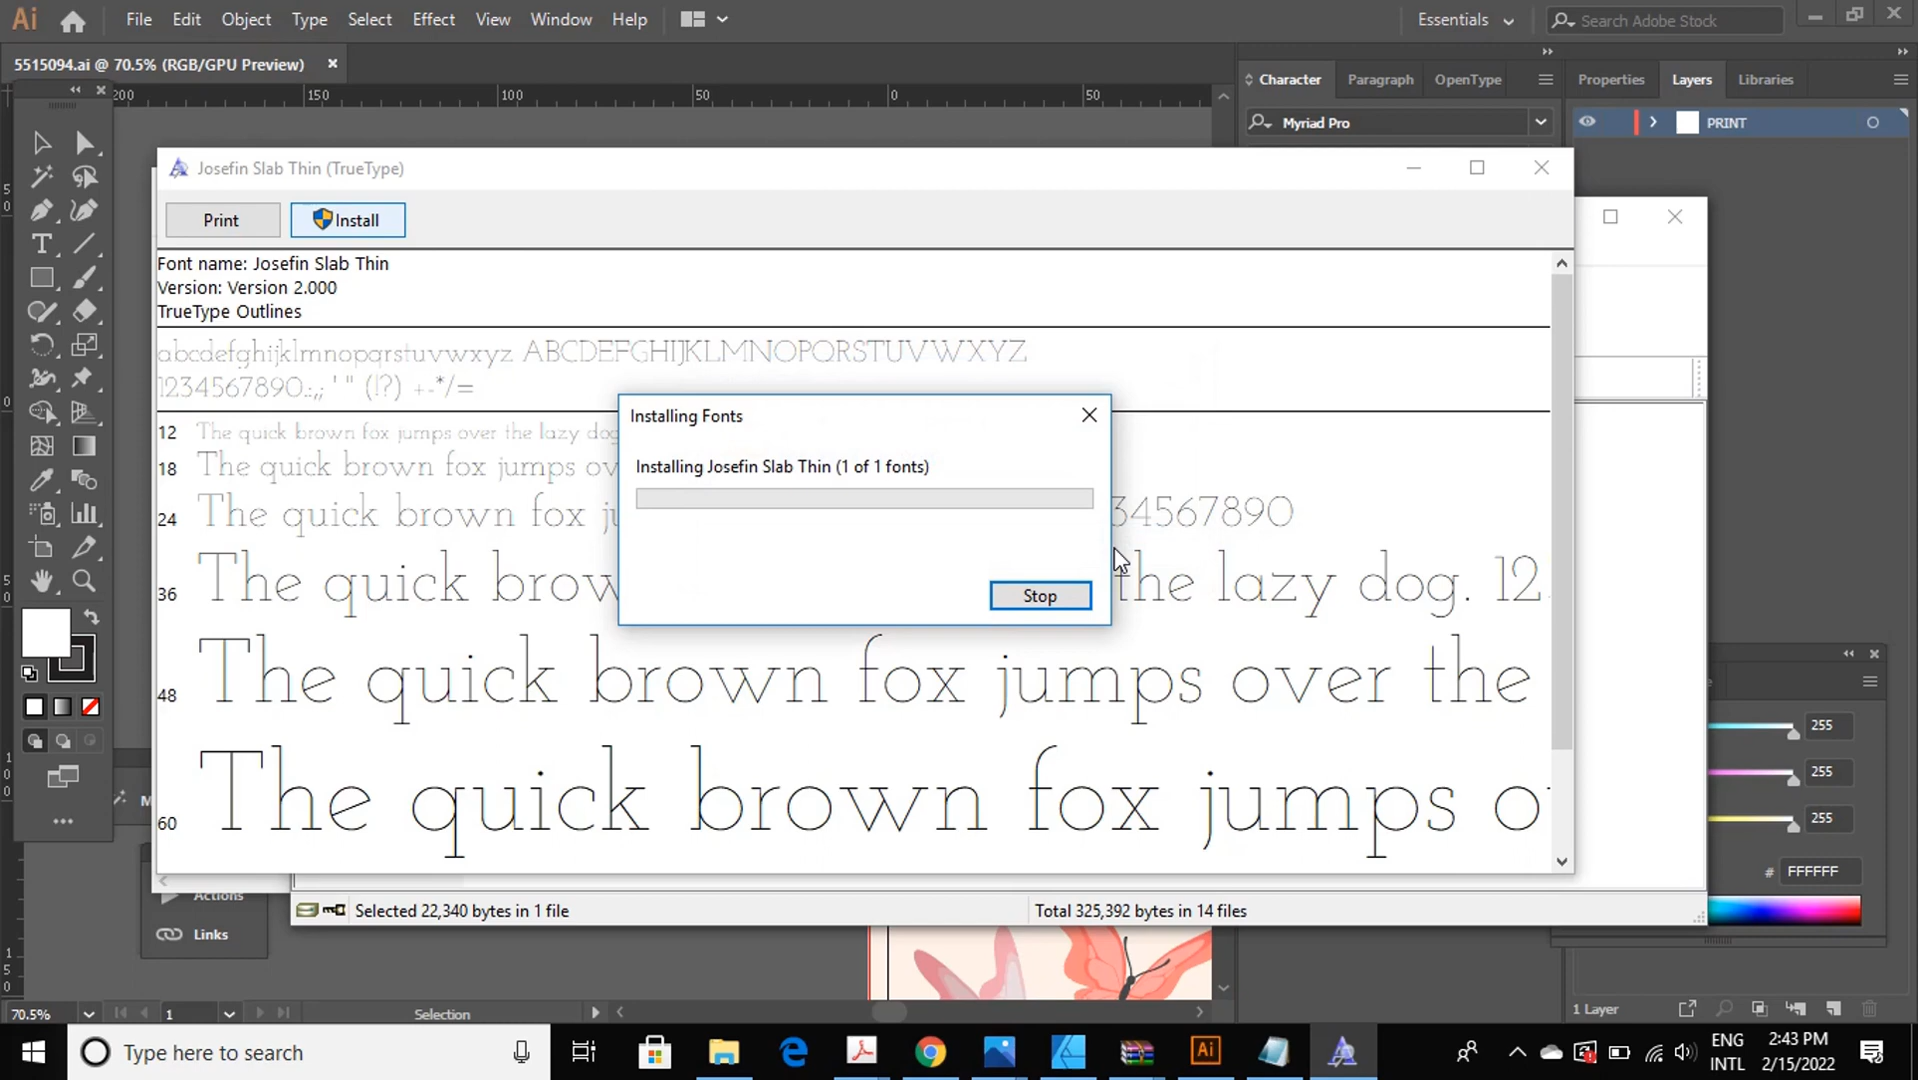 Ai File Edit Object Type Select Effect View Window Help Essentials Search Adobe Stock
5515094.ai @ 70.5% (RGB/GPU Preview)
200 150 100 50 0 50
Character Paragraph OpenType Properties Layers Libraries
Myriad Pro
PRINT
Josefin Slab Thin (TrueType)
Print Install
Font name: Josefin Slab Thin
Version: Version 2.000
TrueType Outlines
abcdefghijklmnopqrstuvwxyz ABCDEFGHIJKLMNOPQRSTUVWXYZ
1234567890.:,; ' " (!?) +-*/=
12 The quick brown fox jumps over the lazy dog
18 The quick brown fox jumps ov
24 The quick brown fox ju 34567890
36 The quick brow the lazy dog. 12
48 The quick brown fox jumps over the
60 The quick brown fox jumps o
Installing Fonts
Installing Josefin Slab Thin (1 of 1 fonts)
Stop
255
255
255
# FFFFFF
Actions
Links
Selected 22,340 bytes in 1 file Total 325,392 bytes in 14 files
70.5% 1 Selection 1 Layer
Type here to search
ENG
INTL
2:43 PM
2/15/2022